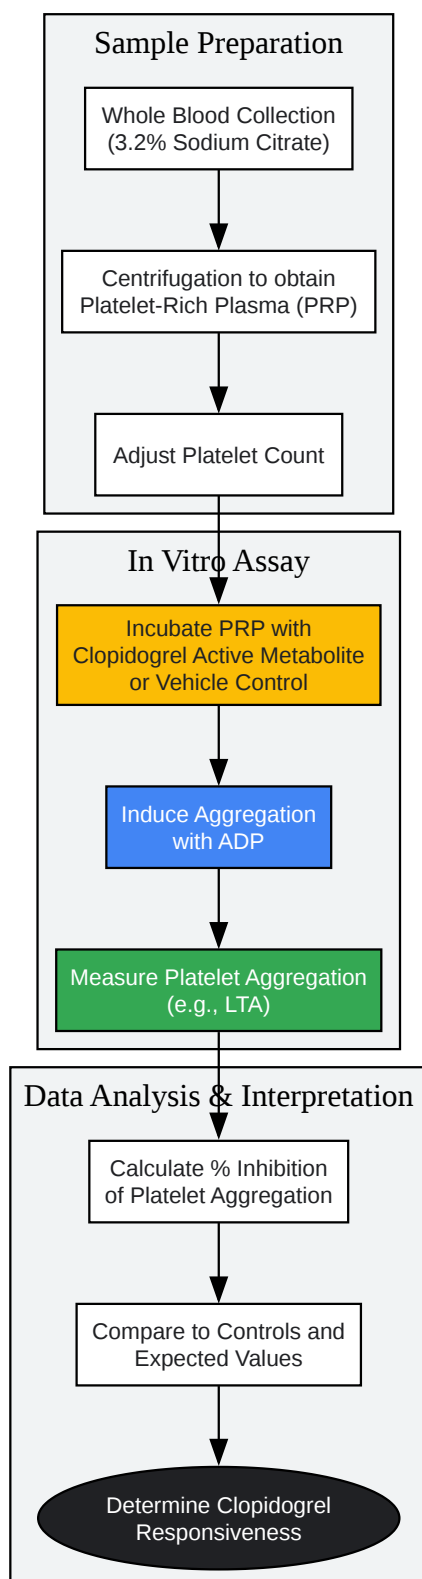 Sample Preparation
Whole Blood Collection
(3.2% Sodium Citrate)
Centrifugation to obtain
Platelet-Rich Plasma (PRP)
Adjust Platelet Count
In Vitro Assay
Incubate PRP with
Clopidogrel Active Metabolite
or Vehicle Control
Induce Aggregation
with ADP
Measure Platelet Aggregation
(e.g., LTA)
Data Analysis & Interpretation
Calculate % Inhibition
of Platelet Aggregation
Compare to Controls and
Expected Values
Determine Clopidogrel
Responsiveness